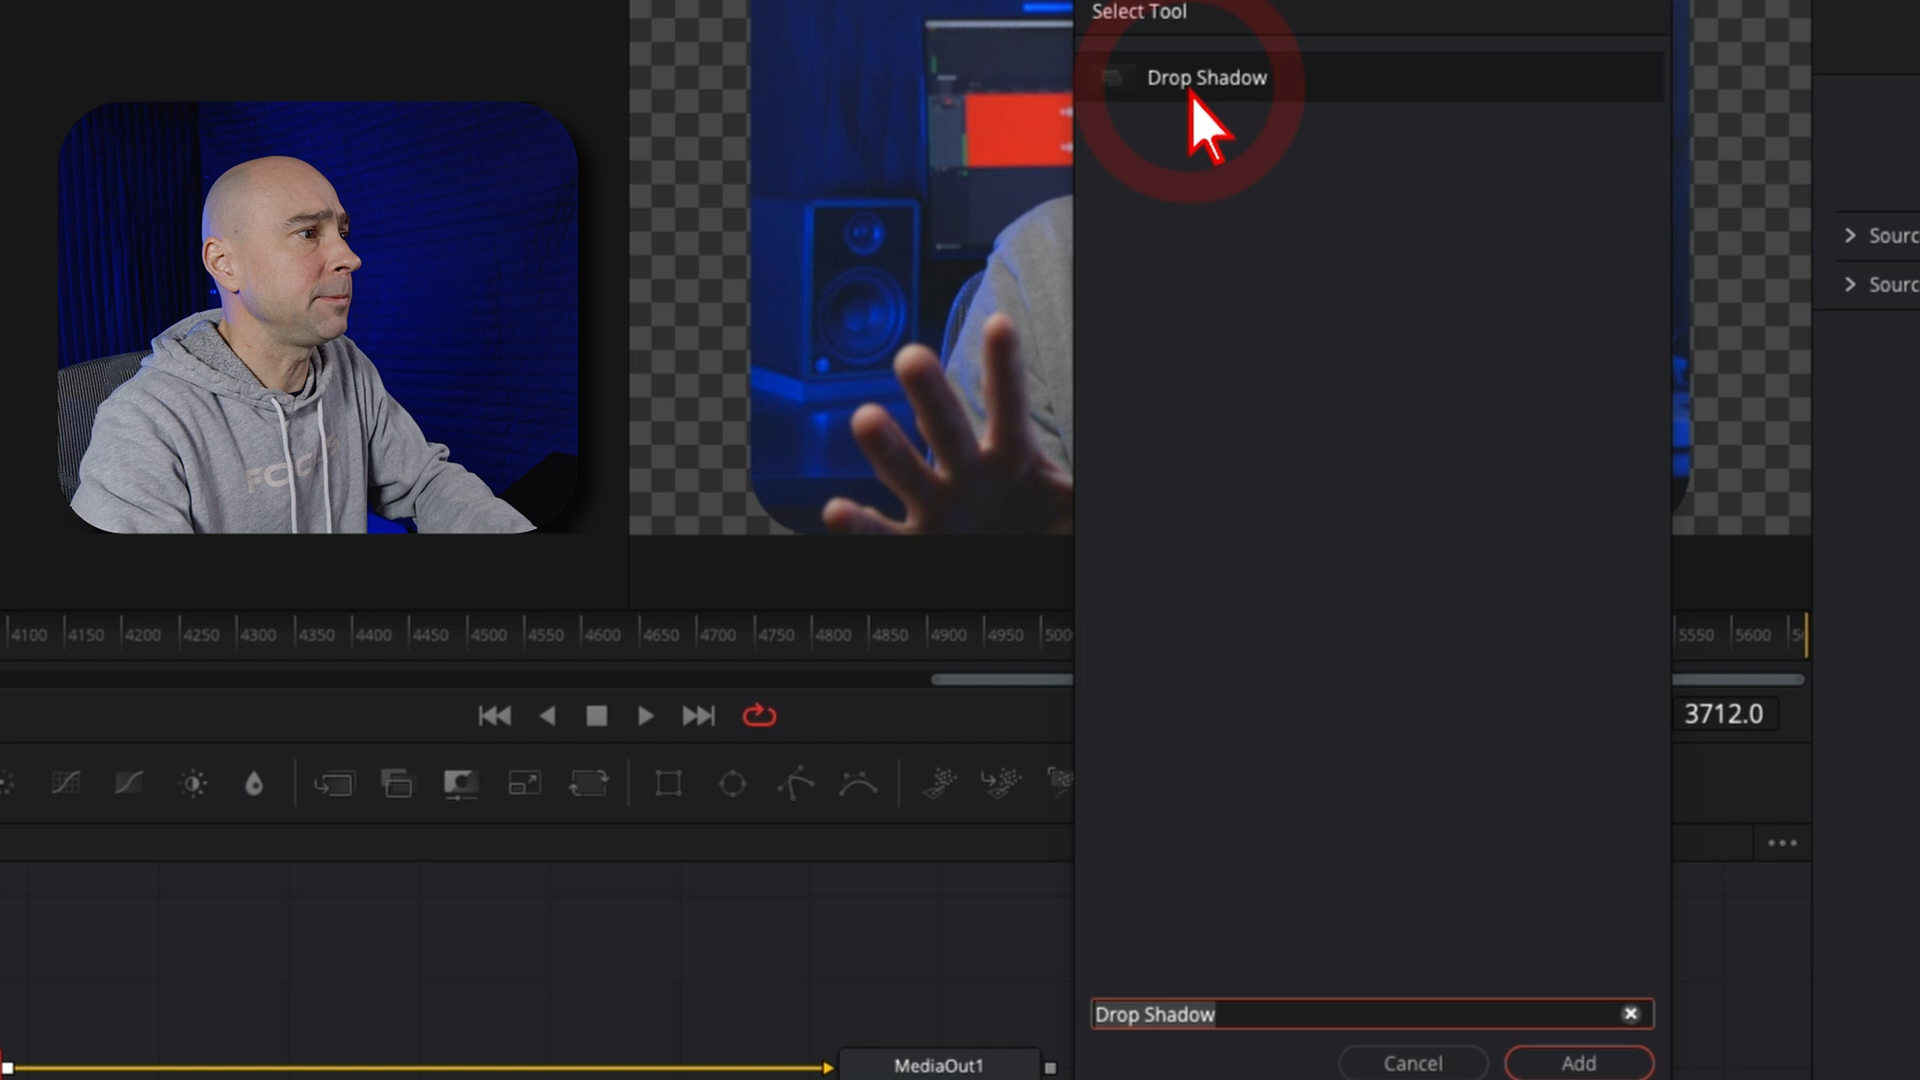 Select Tool
Drop Shadow
Sourc
Sourc
4100 4150 4200 4250 4300 4350 4400 4450 4500 4550 4600 4650 4700 4750 4800 4850 4900 4950 500 5550 5600
3712.0
Drop Shadow
Cancel Add
MediaOut1